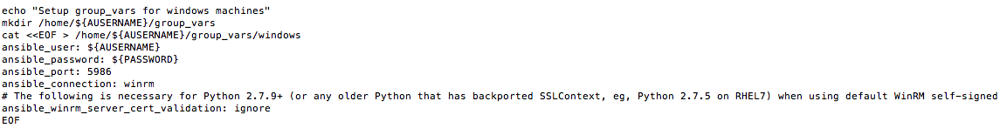 echo "Setup group_vars for windows machines"
mkdir /home/${AUSERNAME}/group_vars
cat <<EOF > /home/${AUSERNAME}/group_vars/windows
ansible_user: ${AUSERNAME}
ansible_password: ${PASSWORD}
ansible_port: 5986
ansible_connection: winrm
# The following is necessary for Python 2.7.9+ (or any older Python that has backported SSLContext, eg, Python 2.7.5 on RHEL7) when using default WinRM self-signed
ansible_winrm_server_cert_validation: ignore
EOF